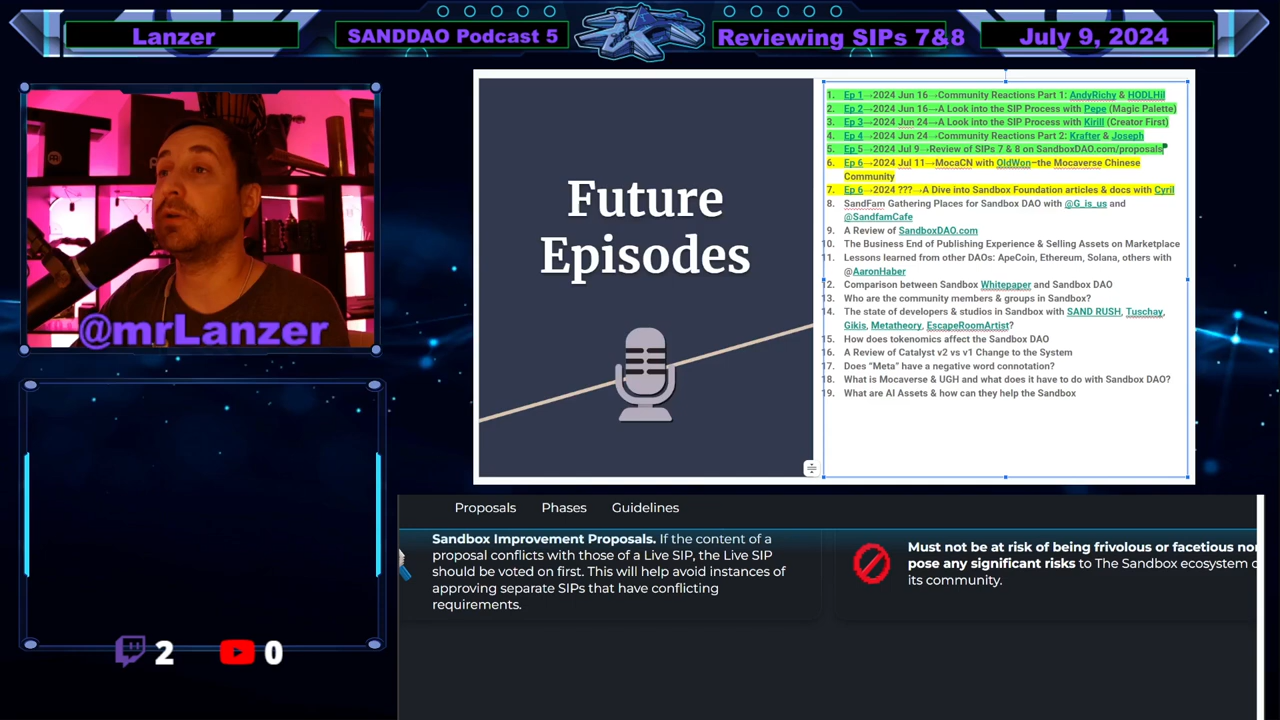 Lanzer
SANDDAO Podcast 5
Reviewing SIPs 7&8
July 9, 2024
@mrLanzer
2
0
Future
Episodes
1. Ep 1→2024 Jun 16→Community Reactions Part 1: AndyRichy & HODLHil
2. Ep 2→2024 Jun 16→A Look into the SIP Process with Pepe (Magic Palette)
3. Ep 3→2024 Jun 24→A Look into the SIP Process with Kirill (Creator First)
4. Ep 4→2024 Jun 24→Community Reactions Part 2: Krafter & Joseph
5. Ep 5→2024 Jul 9→Review of SIPs 7 & 8 on SandboxDAO.com/proposals
6. Ep 6→2024 Jul 11→MocaCN with OldWon–the Mocaverse Chinese
Community
7. Ep 6→2024 ???→A Dive into Sandbox Foundation articles & docs with Cyril
8. SandFam Gathering Places for Sandbox DAO with @G_is_us and
@SandfamCafe
9. A Review of SandboxDAO.com
10. The Business End of Publishing Experience & Selling Assets on Marketplace
11. Lessons learned from other DAOs: ApeCoin, Ethereum, Solana, others with
@AaronHaber
12. Comparison between Sandbox Whitepaper and Sandbox DAO
13. Who are the community members & groups in Sandbox?
14. The state of developers & studios in Sandbox with SAND RUSH, Tuschay,
Gikis, Metatheory, EscapeRoomArtist?
15. How does tokenomics affect the Sandbox DAO
16. A Review of Catalyst v2 vs v1 Change to the System
17. Does "Meta" have a negative word connotation?
18. What is Mocaverse & UGH and what does it have to do with Sandbox DAO?
19. What are AI Assets & how can they help the Sandbox
Proposals Phases Guidelines
Sandbox Improvement Proposals. If the content of a
proposal conflicts with those of a Live SIP, the Live SIP
should be voted on first. This will help avoid instances of
approving separate SIPs that have conflicting
requirements.
Must not be at risk of being frivolous or facetious nor
pose any significant risks to The Sandbox ecosystem o
its community.